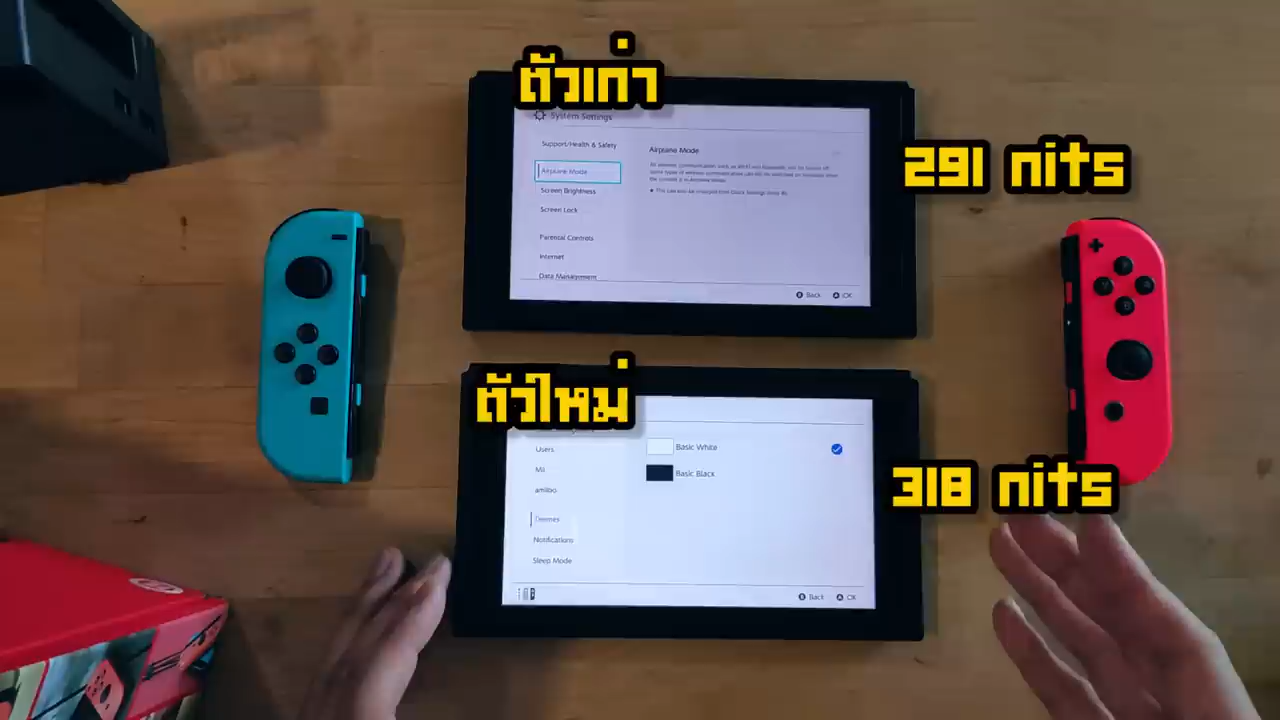 ตัวเก่า
System Settings
Support/Health & Safety
Airplane Mode
Screen Brightness
Screen Lock
Parental Controls
Internet
Data Management
Airplane Mode
Back
OK
291 nits
ตัวใหม่
Users
Mii
amiibo
Themes
Notifications
Sleep Mode
Basic White
Basic Black
Back
OK
318 nits